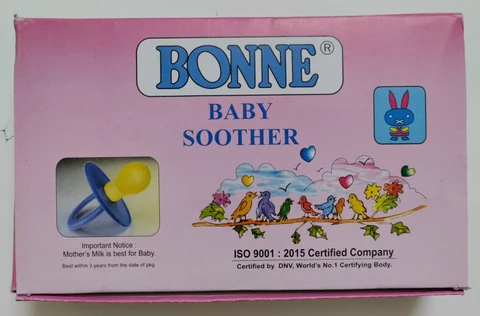 BONNE®
BABY
SOOTHER
Important Notice :
Mother's Milk is best for Baby.
Best within 3 years from the date of pkg.
ISO 9001 : 2015 Certified Company
Certified by DNV, World's No.1 Certifying Body.